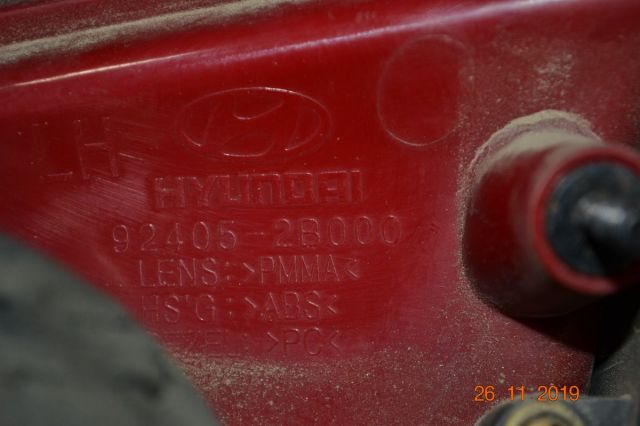 LH
HYUNDAI
92405-2B000
LENS:>PMMA<
HS'G:>ABS<
>PC<
26 11 2019